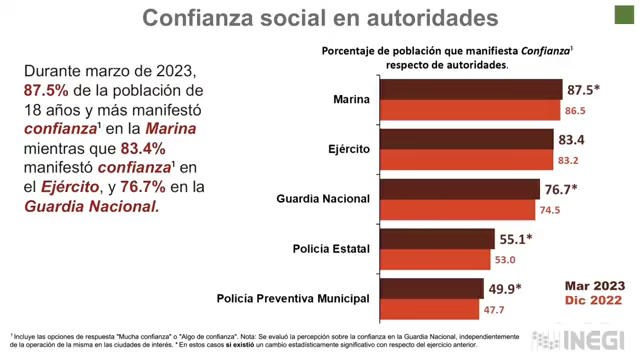 Confianza social en autoridades
Durante marzo de 2023,
87.5% de la población de
18 años y más manifestó
confianza¹ en la Marina
mientras que 83.4%
manifestó confianza¹ en
el Ejército, y 76.7% en la
Guardia Nacional.
Porcentaje de población que manifiesta Confianza¹
respecto de autoridades.
Marina
87.5*
86.5
Ejército
83.4
83.2
Guardia Nacional
76.7*
74.5
Policía Estatal
55.1*
53.0
Policía Preventiva Municipal
49.9*
47.7
Mar 2023
Dic 2022
¹ Incluye las opciones de respuesta "Mucha confianza" o "Algo de confianza". Nota: Se evaluó la percepción sobre la confianza en la Guardia Nacional, independientemente
de la operación de la misma en las ciudades de interés. * En estos casos sí existió un cambio estadísticamente significativo con respecto del ejercicio anterior.
INEGI